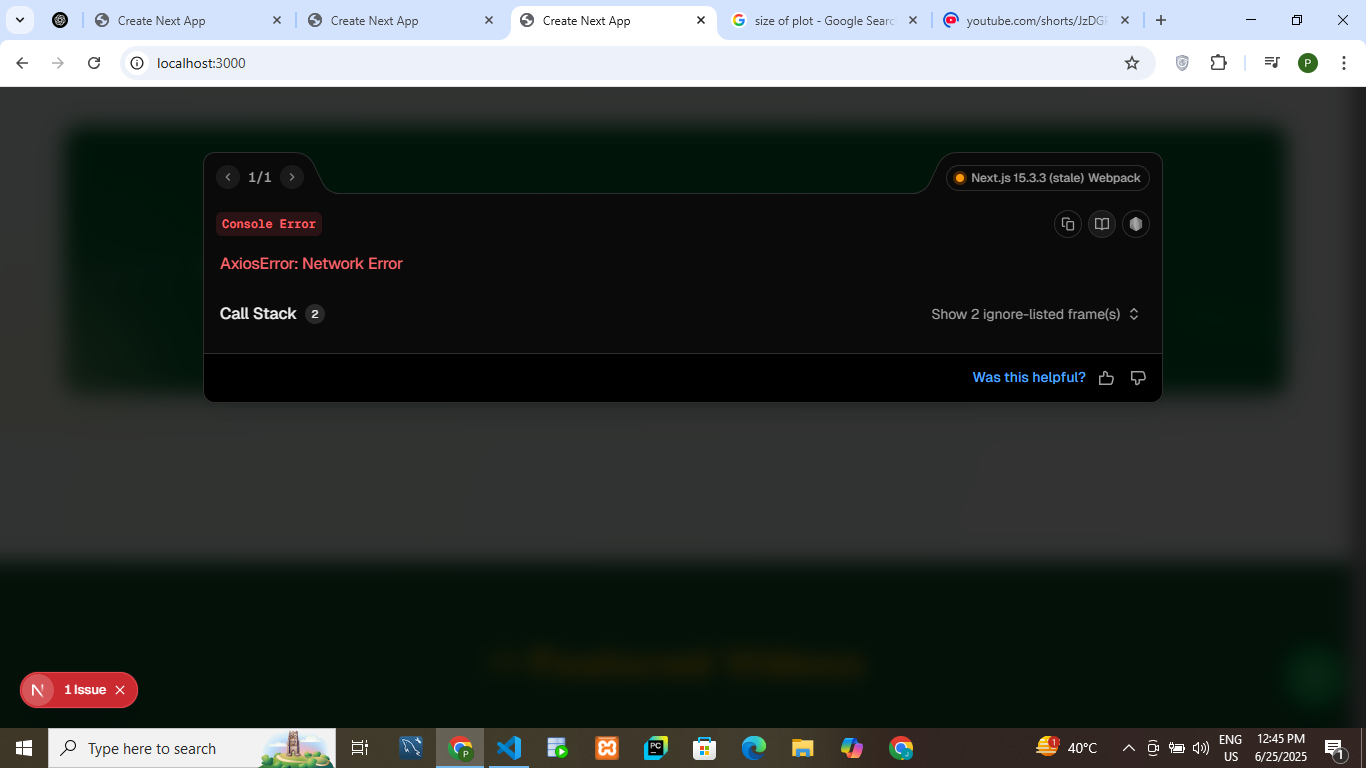 Create Next App
Create Next App
Create Next App
size of plot - Google Searc
youtube.com/shorts/JzDGF
localhost:3000
P
1/1
Next.js 15.3.3 (stale) Webpack
Console Error
AxiosError: Network Error
Call Stack 2
Show 2 ignore-listed frame(s)
Was this helpful?
N 1 Issue
Type here to search
P
PC
1
40°C
ENG
US
12:45 PM
6/25/2025
1